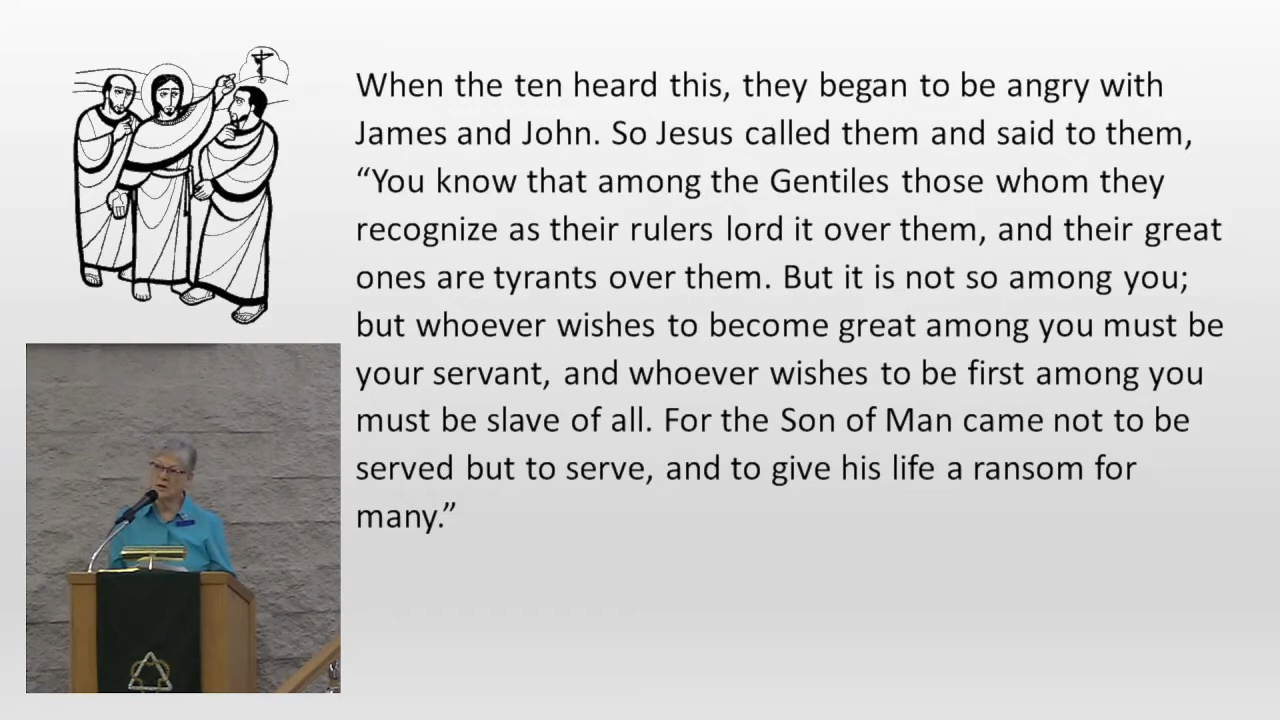 When the ten heard this, they began to be angry with
James and John. So Jesus called them and said to them,
“You know that among the Gentiles those whom they
recognize as their rulers lord it over them, and their great
ones are tyrants over them. But it is not so among you;
but whoever wishes to become great among you must be
your servant, and whoever wishes to be first among you
must be slave of all. For the Son of Man came not to be
served but to serve, and to give his life a ransom for
many.”